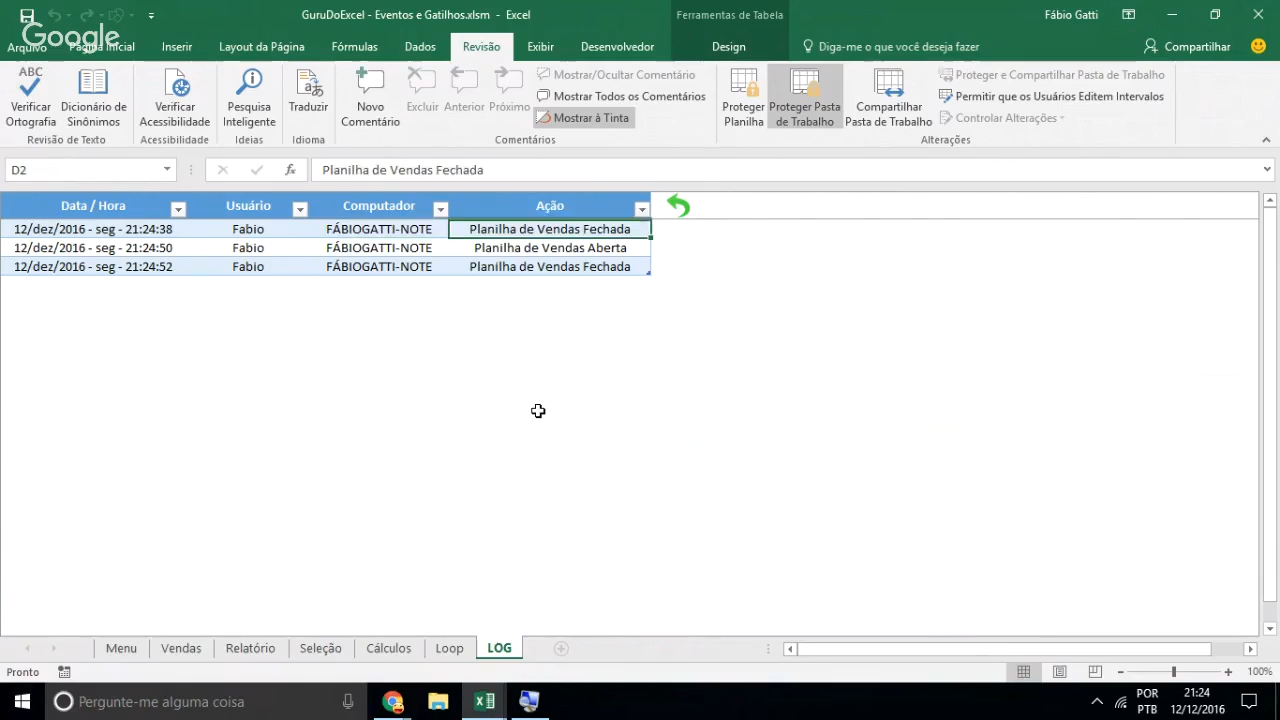 GuruDoExcel - Eventos e Gatilhos.xlsm - Excel
Ferramentas de Tabela
Fábio Gatti
Google
Arquivo
Página Inicial
Inserir
Layout da Página
Fórmulas
Dados
Revisão
Exibir
Desenvolvedor
Design
Diga-me o que você deseja fazer
Compartilhar
ABC
Verificar
Ortografia
Dicionário de
Sinônimos
Revisão de Texto
Verificar
Acessibilidade
Acessibilidade
Pesquisa
Inteligente
Ideias
Traduzir
Idioma
Novo
Comentário
Excluir
Anterior
Próximo
Mostrar/Ocultar Comentário
Mostrar Todos os Comentários
Mostrar à Tinta
Comentários
Proteger
Planilha
Proteger Pasta
de Trabalho
Compartilhar
Pasta de Trabalho
Proteger e Compartilhar Pasta de Trabalho
Permitir que os Usuários Editem Intervalos
Controlar Alterações
Alterações
D2
fx
Planilha de Vendas Fechada
Data / Hora Usuário Computador Ação
12/dez/2016 - seg - 21:24:38 Fabio FÁBIOGATTI-NOTE Planilha de Vendas Fechada
12/dez/2016 - seg - 21:24:50 Fabio FÁBIOGATTI-NOTE Planilha de Vendas Aberta
12/dez/2016 - seg - 21:24:52 Fabio FÁBIOGATTI-NOTE Planilha de Vendas Fechada
Menu Vendas Relatório Seleção Cálculos Loop LOG
Pronto
100%
Pergunte-me alguma coisa
POR
PTB
21:24
12/12/2016